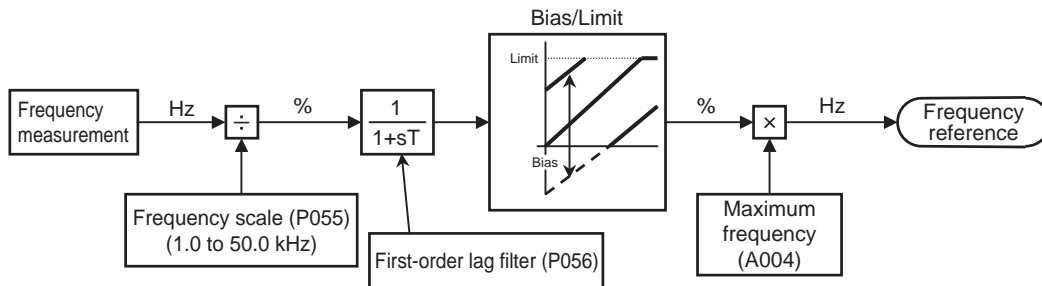 Bias/Limit
Limit
Bias
Frequency
measurement
Hz
÷
%
1
1+sT
%
×
Hz
Frequency
reference
Frequency scale (P055)
(1.0 to 50.0 kHz)
First-order lag filter (P056)
Maximum
frequency
(A004)